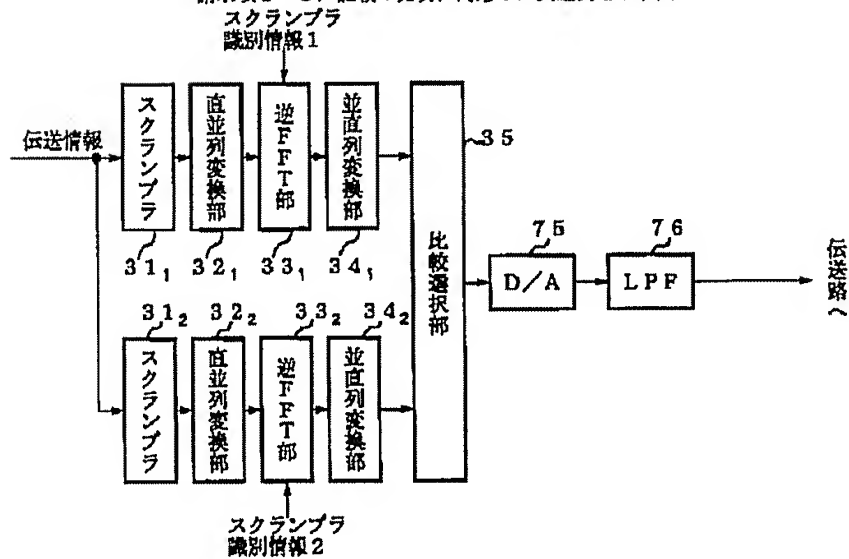 スクランブラ
識別情報1
伝送情報
スクランブラ
直並列変換部
逆FFT部
並直列変換部
31₁
32₁
33₁
34₁
比較選択部
35
75
D/A
76
LPF
伝送路へ
31₂
32₂
33₂
34₂
スクランブラ
直並列変換部
逆FFT部
並直列変換部
スクランブラ
識別情報2